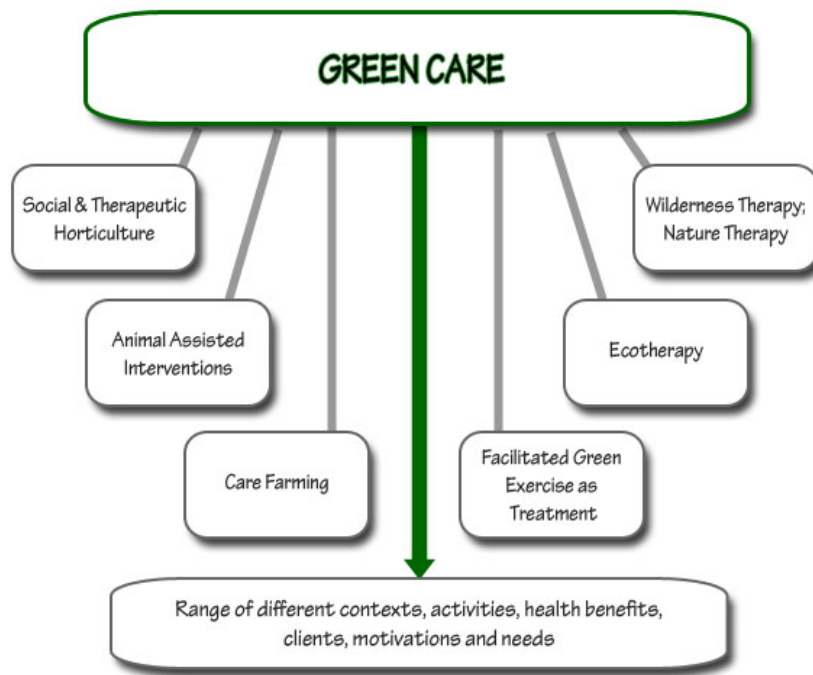 GREEN CARE
Social & Therapeutic
Horticulture
Wilderness Therapy;
Nature Therapy
Animal Assisted
Interventions
Ecotherapy
Care Farming
Facilitated Green
Exercise as
Treatment
Range of different contexts, activities, health benefits,
clients, motivations and needs